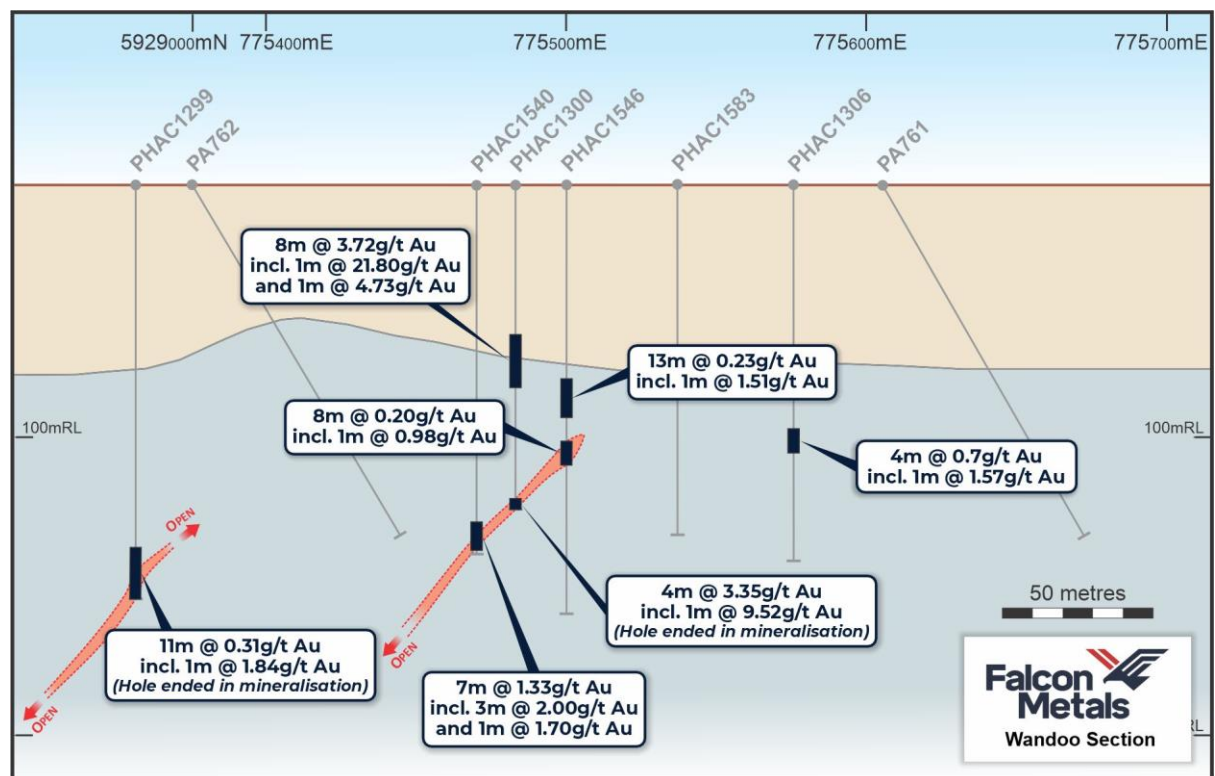 5929000mN 775400mE 775500mE 775600mE 775700mE
PHAC1299
PA762
PHAC1540
PHAC1300
PHAC1546
PHAC1583
PHAC1306
PA761
8m @ 3.72g/t Au
incl. 1m @ 21.80g/t Au
and 1m @ 4.73g/t Au
13m @ 0.23g/t Au
incl. 1m @ 1.51g/t Au
8m @ 0.20g/t Au
incl. 1m @ 0.98g/t Au
100mRL
100mRL
4m @ 0.7g/t Au
incl. 1m @ 1.57g/t Au
OPEN
4m @ 3.35g/t Au
incl. 1m @ 9.52g/t Au
(Hole ended in mineralisation)
50 metres
11m @ 0.31g/t Au
incl. 1m @ 1.84g/t Au
(Hole ended in mineralisation)
OPEN
OPEN
7m @ 1.33g/t Au
incl. 3m @ 2.00g/t Au
and 1m @ 1.70g/t Au
Falcon
Metals
Wandoo Section